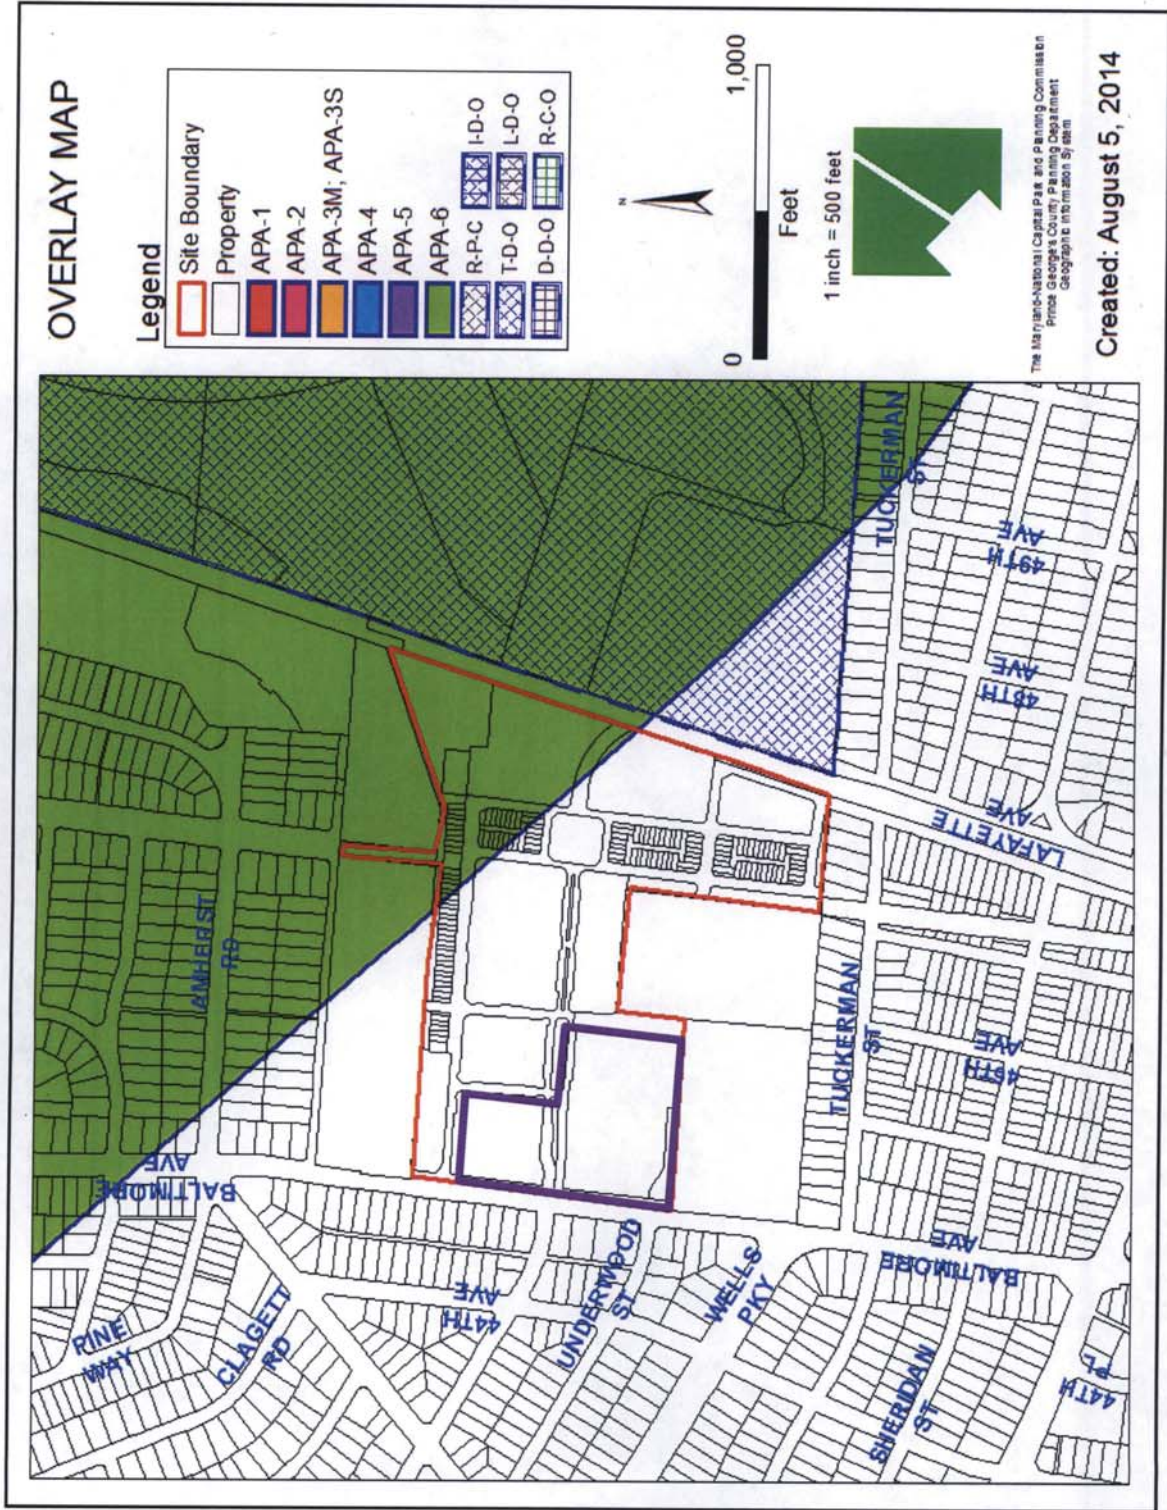 OVERLAY MAP
Legend
Site Boundary
Property
APA-1
APA-2
APA-3M; APA-3S
APA-4
APA-5
APA-6
R-P-C
I-D-O
T-D-O
L-D-O
D-D-O
R-C-O
N
0
1,000
Feet
1 inch = 500 feet
The Maryland-National Capital Park and Planning Commission
Prince George's County Planning Department
Geographic Information System
Created: August 5, 2014
PINE
WAY
CLAGETT
RD
BALTIMORE
AVE
AMHERST
RD
44TH
AVE
UNDERWOOD
ST
WELLS
PKY
SHERIDAN
ST
BALTIMORE
AVE
44TH
PL
TUCKERMAN
ST
46TH
AVE
LAFAYETTE
AVE
48TH
AVE
49TH
AVE
TUCKERMAN
ST